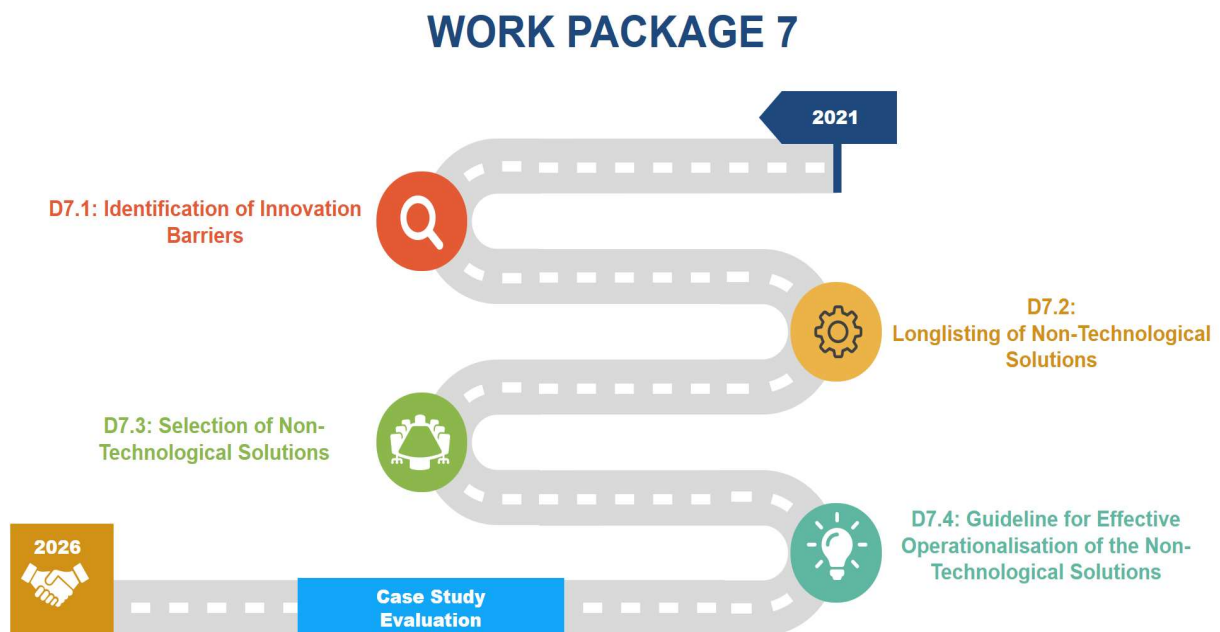 WORK PACKAGE 7
2021
D7.1: Identification of Innovation
Barriers
D7.2:
Longlisting of Non-Technological
Solutions
D7.3: Selection of Non-
Technological Solutions
D7.4: Guideline for Effective
Operationalisation of the Non-
Technological Solutions
2026
Case Study
Evaluation